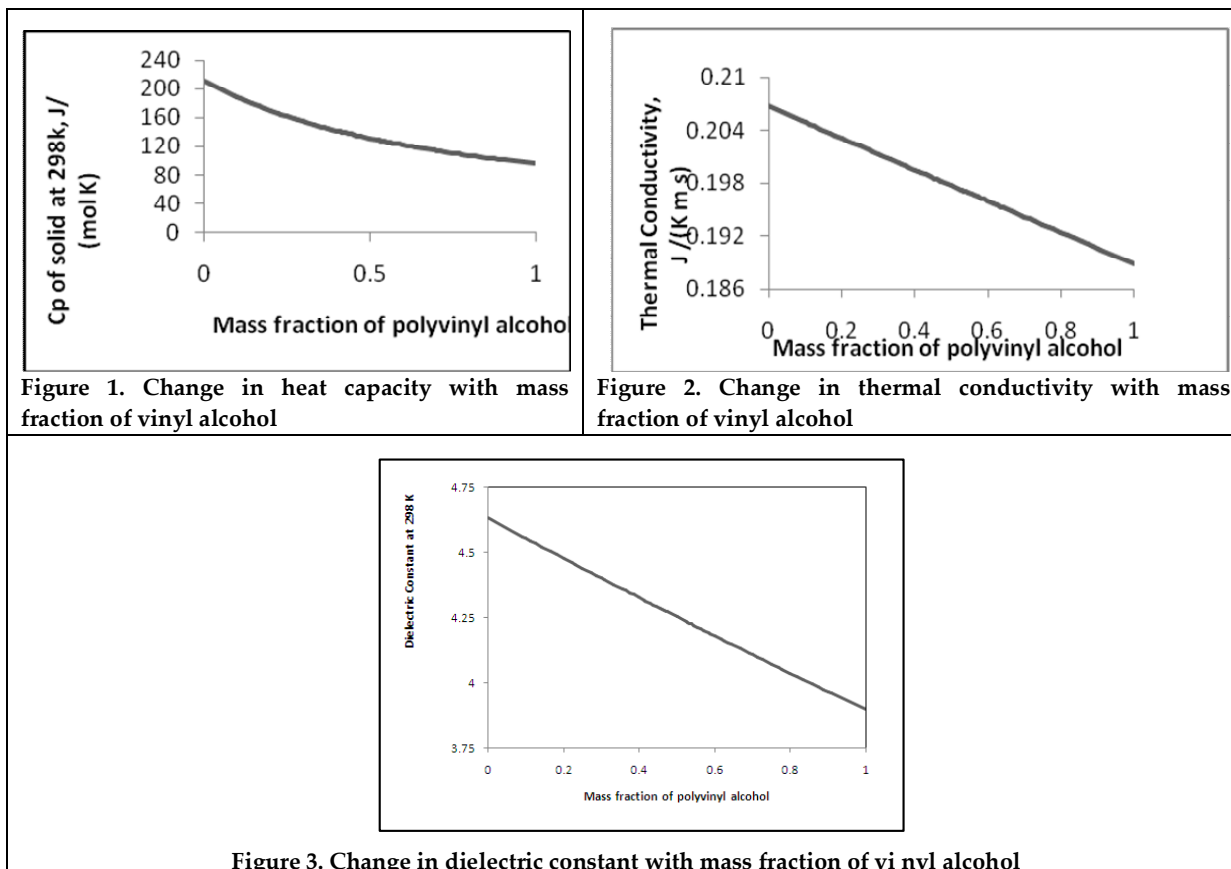 240
200
160
120
80
40
0
0
0.5
1
Cp of solid at 298k, J/
(mol K)
Mass fraction of polyvinyl alcohol
Figure 1. Change in heat capacity with mass
fraction of vinyl alcohol
0.21
0.204
0.198
0.192
0.186
0
0.2
0.4
0.6
0.8
1
Thermal Conductivity,
J /(K m s)
Mass fraction of polyvinyl alcohol
Figure 2. Change in thermal conductivity with mass
fraction of vinyl alcohol
4.75
4.5
4.25
4
3.75
0
0.2
0.4
0.6
0.8
1
Dielectric Constant at 298 K
Mass fraction of polyvinyl alcohol
Figure 3. Change in dielectric constant with mass fraction of vi nyl alcohol